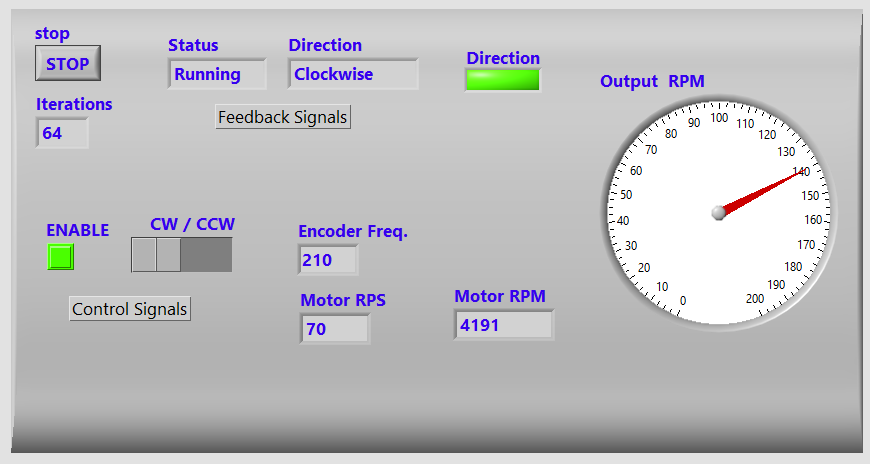 stop
STOP
Status
Running
Direction
Clockwise
Direction
Iterations
64
Feedback Signals
Output RPM
0
10
20
30
40
50
60
70
80
90
100
110
120
130
140
150
160
170
180
190
200
ENABLE
CW / CCW
Control Signals
Encoder Freq.
210
Motor RPS
70
Motor RPM
4191